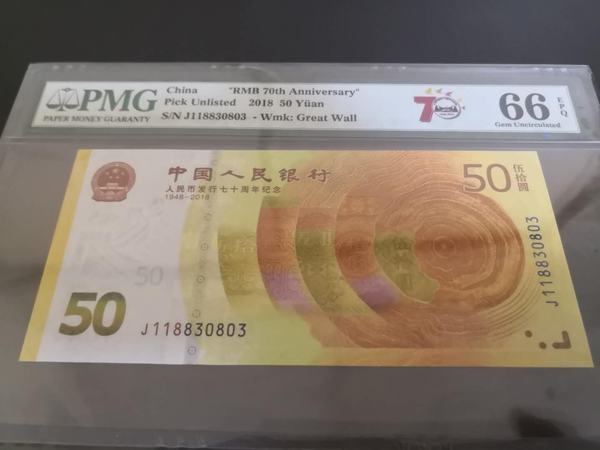 PMG
PAPER MONEY GUARANTY
China "RMB 70th Anniversary"
Pick Unlisted 2018 50 Yüan
S/N J118830803 - Wmk: Great Wall
70
66 EPQ
Gem Uncirculated
中国人民银行
人民币发行七十周年纪念
1948-2018
50 伍拾圆
J118830803
50
50
J118830803